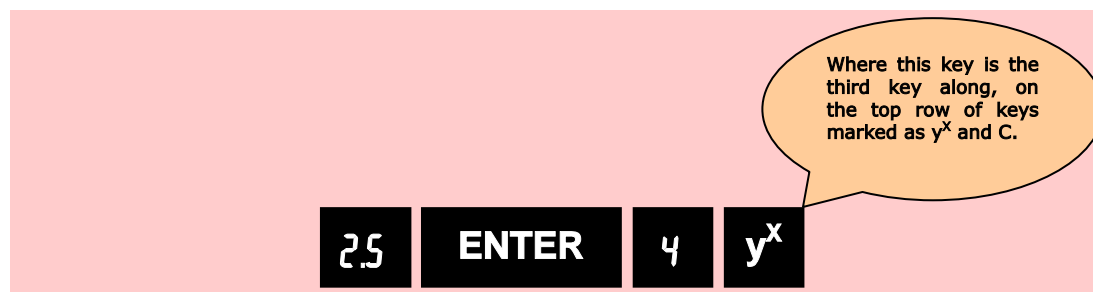 Where this key is the
third key along, on
the top row of keys
marked as yˣ and C.
2.5 ENTER 4 yˣ